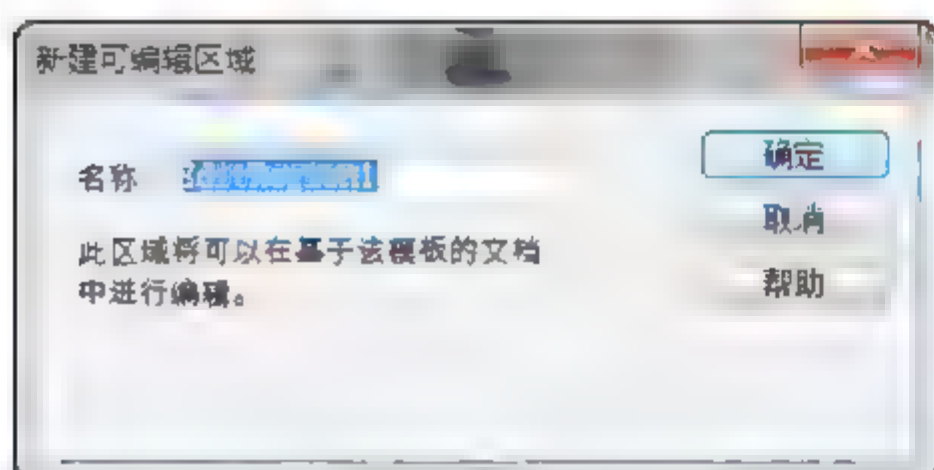 新建可编辑区域
名称
确定
取消
此区域将可以在基于该模板的文档
中进行编辑。
帮助